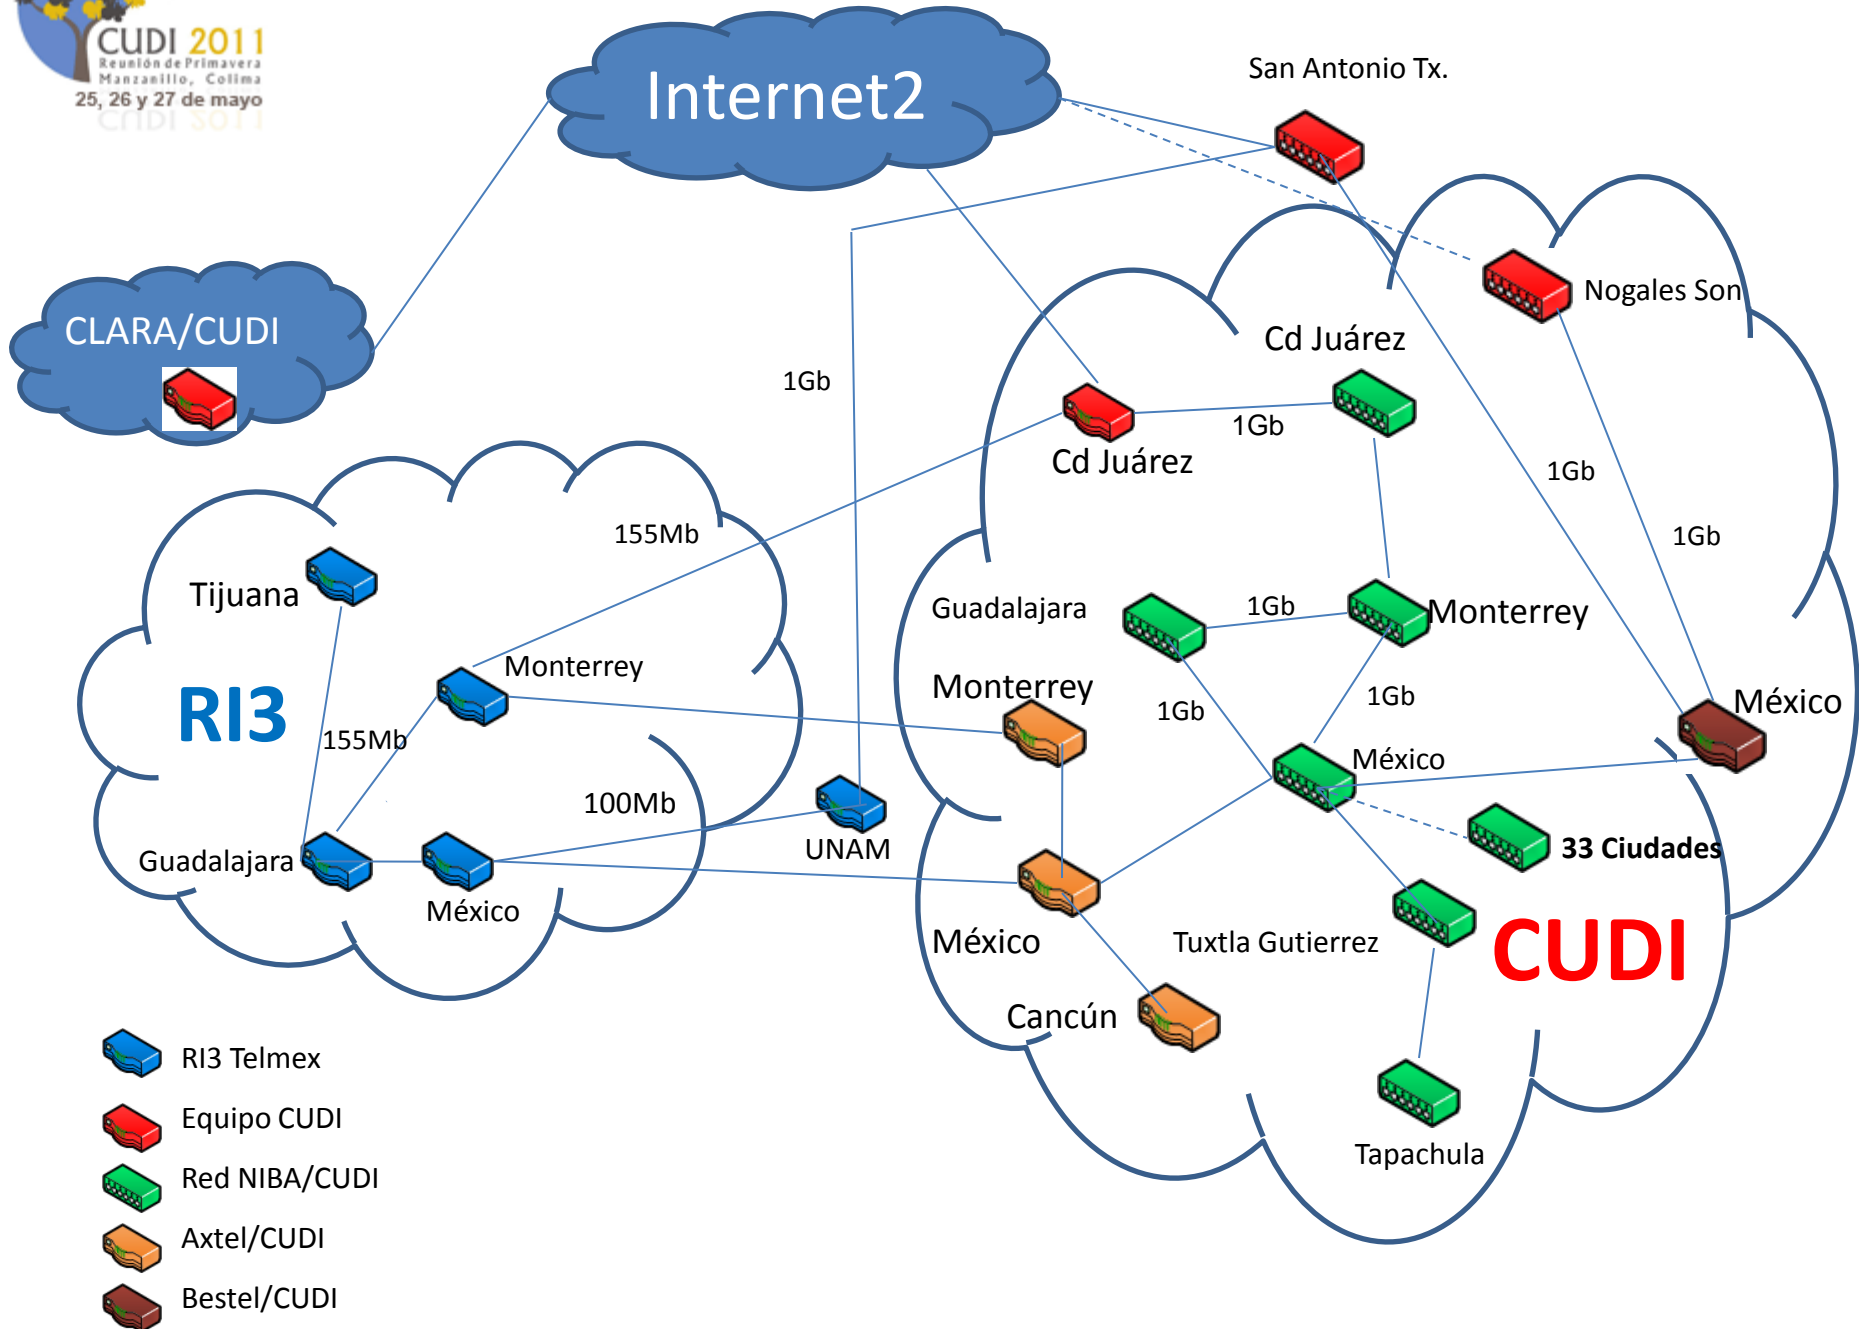 CUDI 2011
Reunión de Primavera
Manzanillo, Colima
25, 26 y 27 de mayo
Internet2
San Antonio Tx.
Nogales Son
CLARA/CUDI
Cd Juárez
1Gb
1Gb
Cd Juárez
1Gb
155Mb
1Gb
Tijuana
Guadalajara
1Gb
Monterrey
Monterrey
Monterrey
RI3
1Gb
1Gb
México
155Mb
México
100Mb
UNAM
33 Ciudades
Guadalajara
México
México
Tuxtla Gutierrez
CUDI
Cancún
RI3 Telmex
Equipo CUDI
Tapachula
Red NIBA/CUDI
Axtel/CUDI
Bestel/CUDI